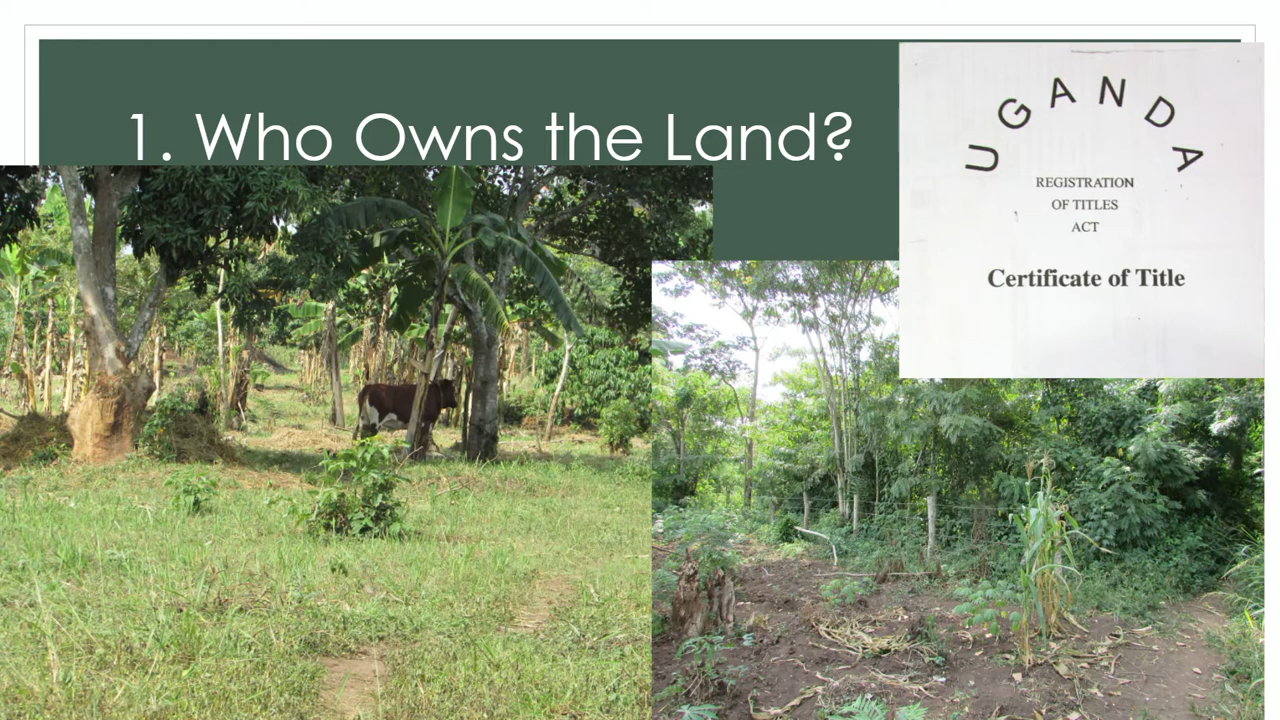 1. Who Owns the Land?
UGANDA
REGISTRATION
OF TITLES
ACT
Certificate of Title